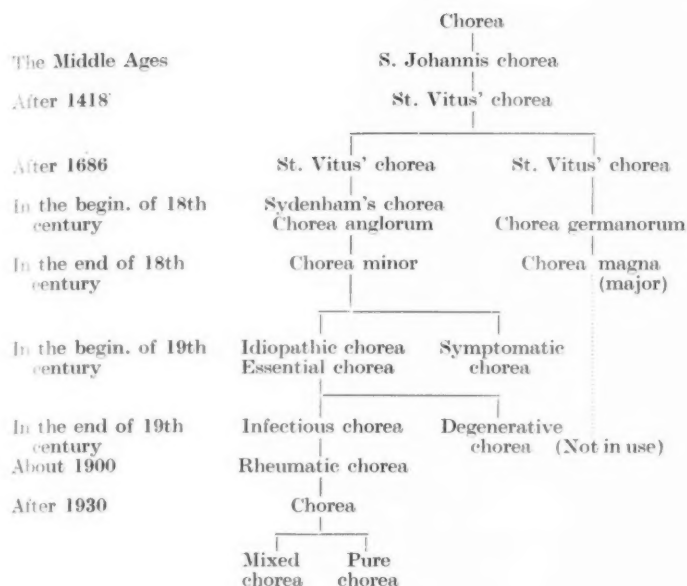 Chorea
The Middle Ages S. Johannis chorea
After 1418 St. Vitus' chorea
After 1686 St. Vitus' chorea St. Vitus' chorea
In the begin. of 18th Sydenham's chorea
century Chorea anglorum Chorea germanorum
In the end of 18th Chorea minor Chorea magna
century (major)
In the begin. of 19th Idiopathic chorea Symptomatic
century Essential chorea chorea
In the end of 19th Infectious chorea Degenerative
century chorea (Not in use)
About 1900 Rheumatic chorea
After 1930 Chorea
Mixed Pure
chorea chorea